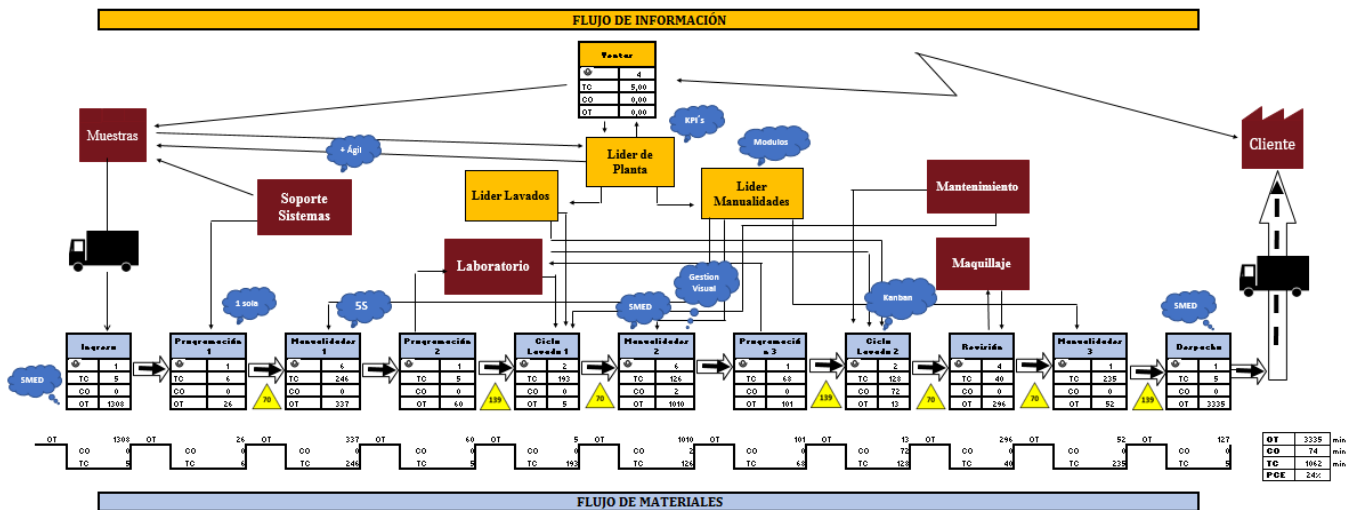 FLUJO DE INFORMACIÓN
Ventas
4
TC 5,00
CO 0,00
OT 0,00
Muestras
+ Ágil
KPI´s
Modulos
Cliente
Lider de
Planta
Soporte
Sistemas
Lider Lavados
Lider
Manualidades
Mantenimiento
Laboratorio
Maquillaje
1 sola
5S
SMED
Gestion
Visual
Kanban
SMED
SMED
Ingreso
1
TC 5
CO 0
OT 1308
Programación
1
1
TC 6
CO 0
OT 26
70
Manualidades
1
6
TC 246
CO 0
OT 337
Programación
2
1
TC 5
CO 0
OT 60
139
Ciclo
Lavado 1
2
TC 193
CO 0
OT 5
70
Manualidades
2
6
TC 126
CO 2
OT 1010
Programació
n 3
1
TC 68
CO 0
OT 101
139
Ciclo
Lavado 2
2
TC 128
CO 72
OT 13
70
Revisión
4
TC 40
CO 0
OT 296
70
Manualidades
3
1
TC 235
CO 0
OT 52
139
Despacho
1
TC 5
CO 0
OT 3335
OT 1308 OT 26 OT 337 OT 60 OT 5 OT 1010 OT 101 OT 13 OT 296 OT 52 OT 127
CO 0 CO 0 CO 0 CO 0 CO 0 CO 2 CO 0 CO 72 CO 0 CO 0 CO 0
TC 5 TC 6 TC 246 TC 5 TC 193 TC 126 TC 68 TC 128 TC 40 TC 235 TC 5
OT 3335 min
CO 74 min
TC 1062 min
PCE 24%
FLUJO DE MATERIALES